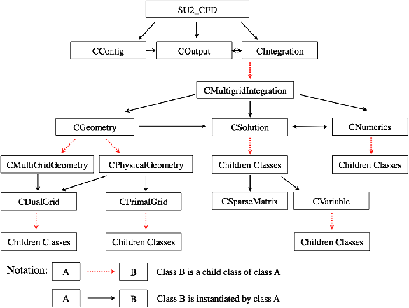 SU2_CFD
CConfig COutput CIntegration
CMultigridIntegration
CGeometry CSolution CNumerics
CMultiGridGeometry CPhysicalGeometry Children Classes Children Classes
CDualGrid CPrimalGrid CSparseMatrix CVariable
Children Classes Children Classes Children Classes
Notation: A B Class B is a child class of class A
A B Class B is instantiated by class A